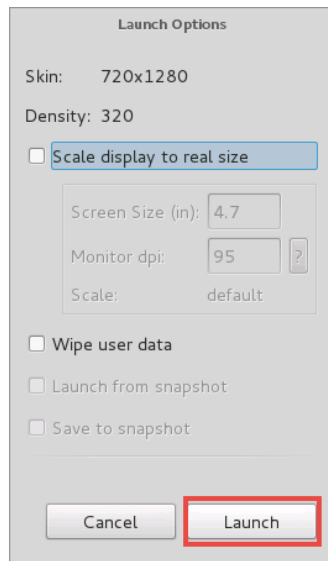 Launch Options
Skin: 720x1280
Density: 320
Scale display to real size
Screen Size (in): 4.7
Monitor dpi: 95 ?
Scale: default
Wipe user data
Launch from snapshot
Save to snapshot
Cancel Launch